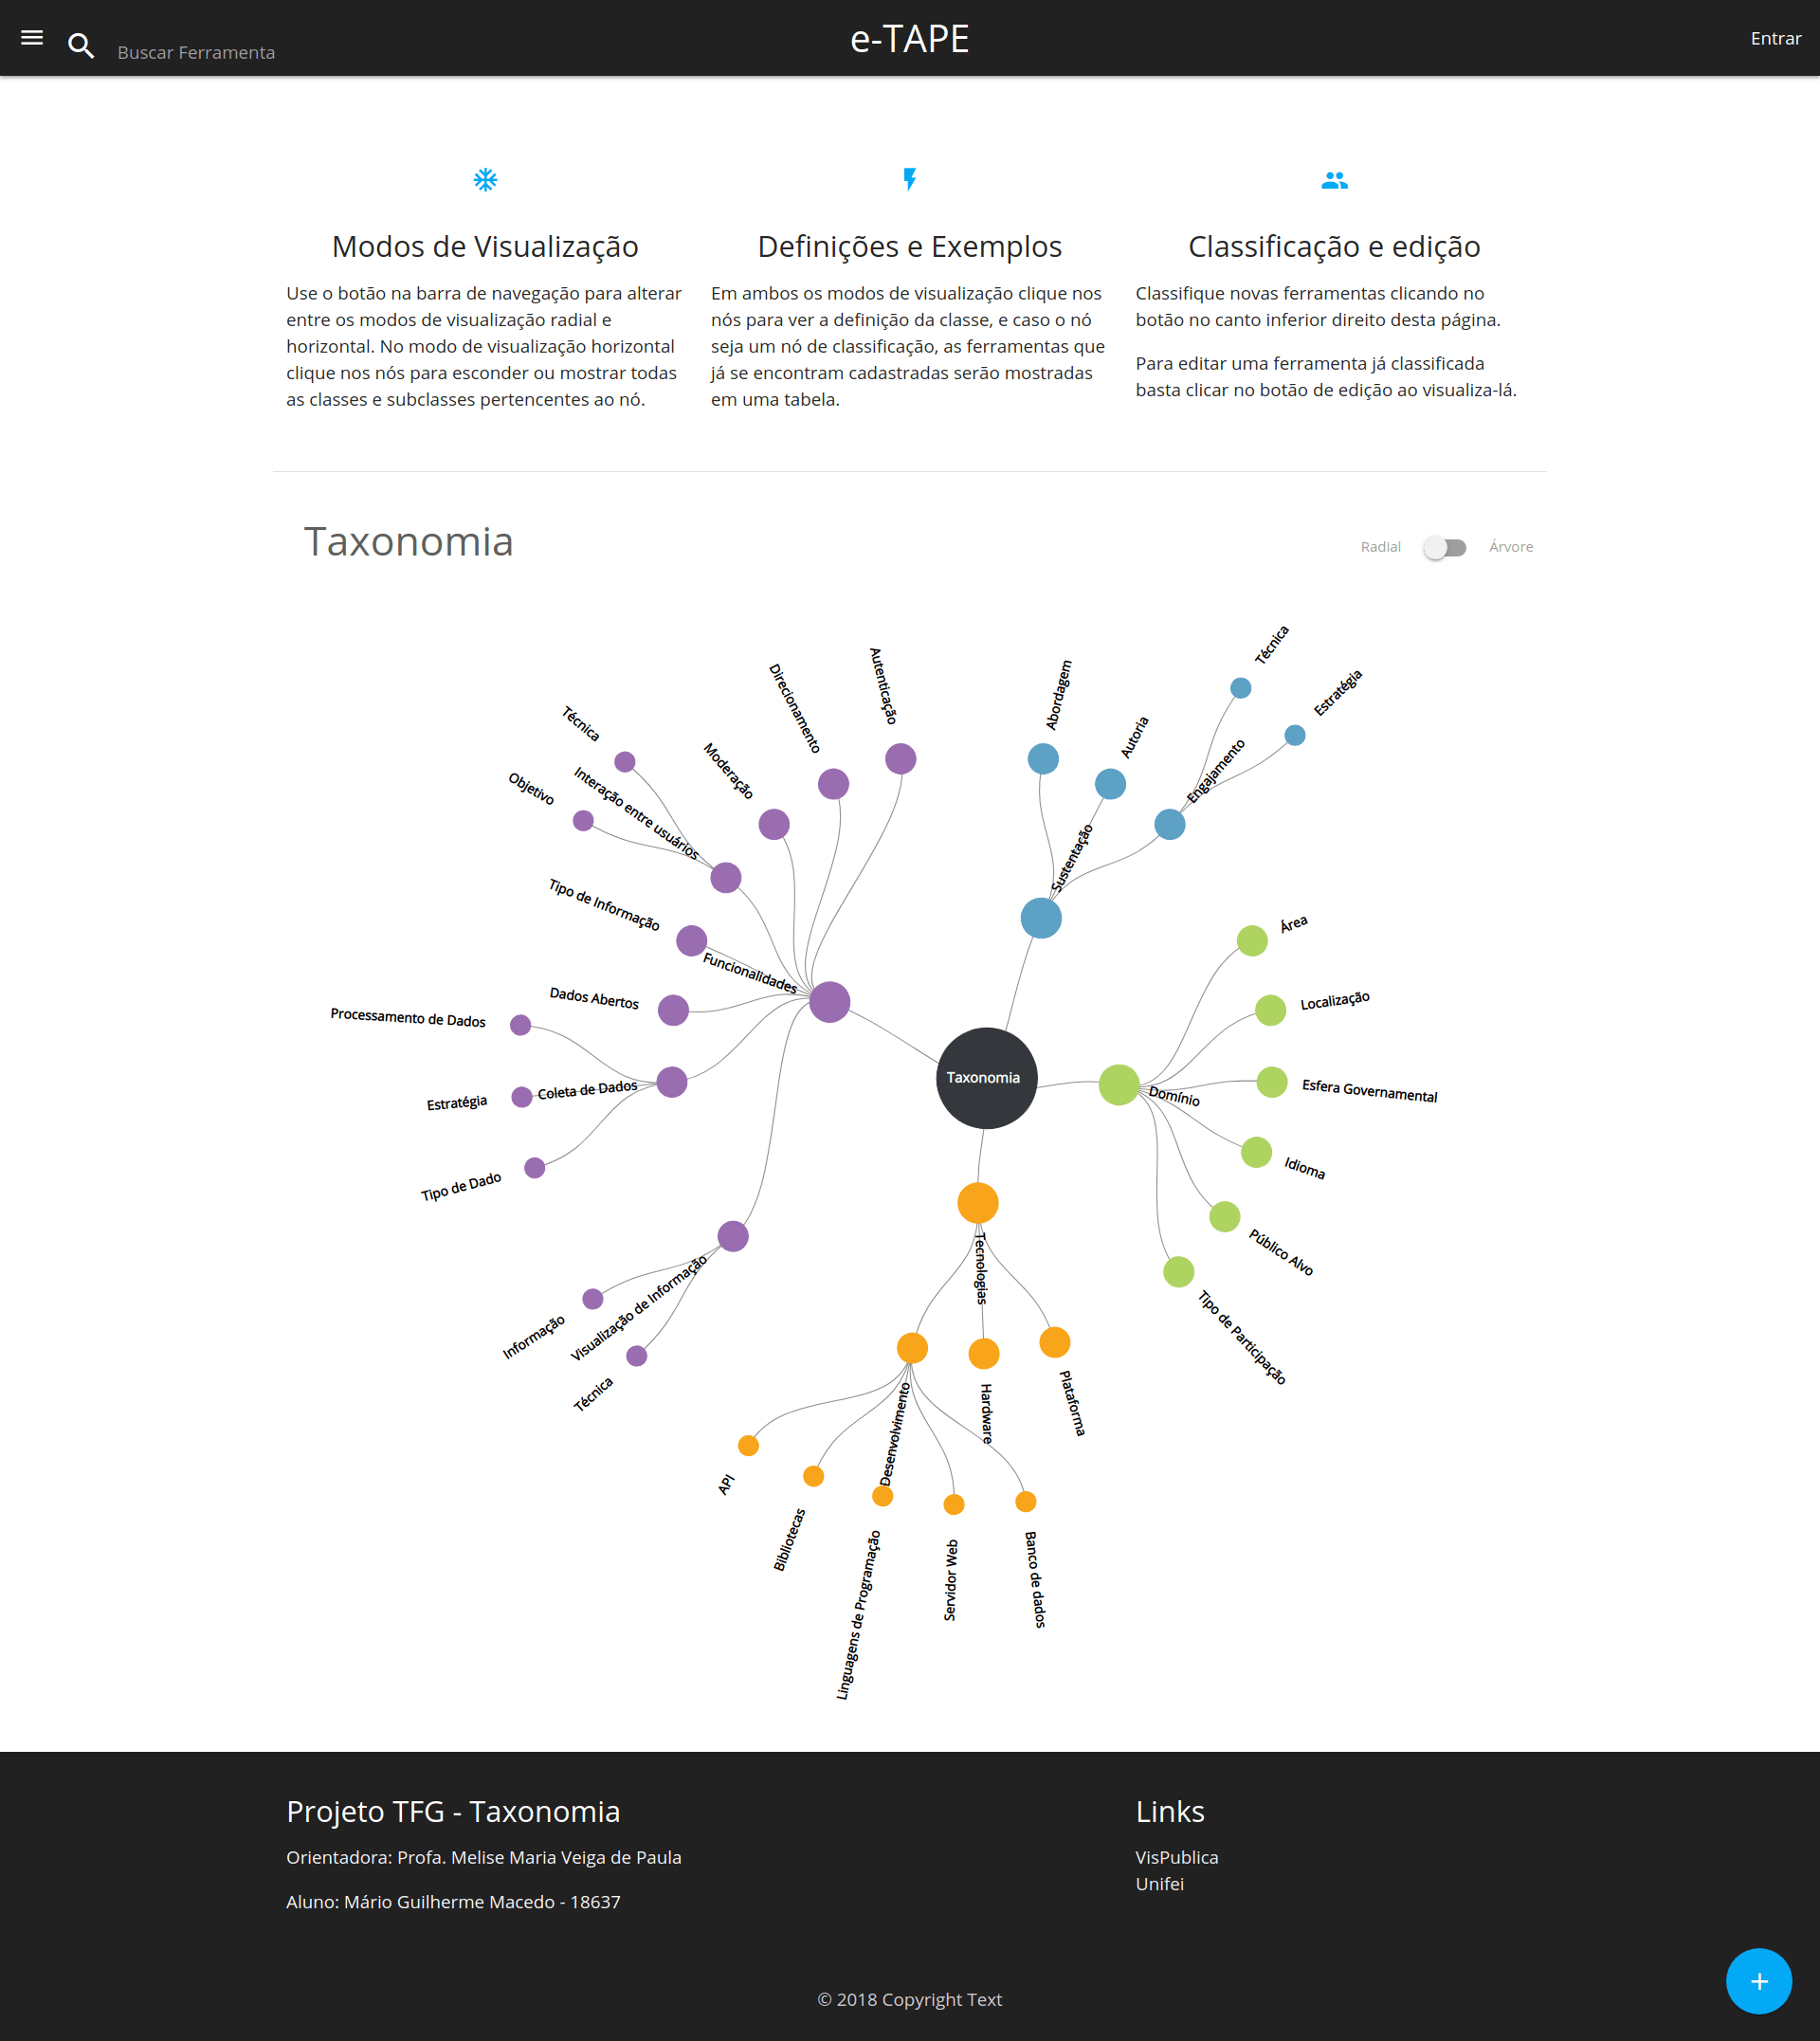 Buscar Ferramenta
e-TAPE
Entrar
Modos de Visualização
Use o botão na barra de navegação para alterar
entre os modos de visualização radial e
horizontal. No modo de visualização horizontal
clique nos nós para esconder ou mostrar todas
as classes e subclasses pertencentes ao nó.
Definições e Exemplos
Em ambos os modos de visualização clique nos
nós para ver a definição da classe, e caso o nó
seja um nó de classificação, as ferramentas que
já se encontram cadastradas serão mostradas
em uma tabela.
Classificação e edição
Classifique novas ferramentas clicando no
botão no canto inferior direito desta página.
Para editar uma ferramenta já classificada
basta clicar no botão de edição ao visualiza-lá.
Taxonomia
Radial
Árvore
Taxonomia
Sustentação
Abordagem
Autoria
Engajamento
Técnica
Estratégia
Domínio
Área
Localização
Esfera Governamental
Idioma
Público Alvo
Tipo de Participação
Tecnologias
Plataforma
Hardware
Desenvolvimento
Banco de dados
Servidor Web
Linguagens de Programação
Bibliotecas
API
Funcionalidades
Visualização de Informação
Técnica
Informação
Coleta de Dados
Tipo de Dado
Estratégia
Processamento de Dados
Dados Abertos
Tipo de Informação
Interação entre usuários
Objetivo
Técnica
Moderação
Direcionamento
Autenticação
Projeto TFG - Taxonomia
Orientadora: Profa. Melise Maria Veiga de Paula
Aluno: Mário Guilherme Macedo - 18637
Links
VisPublica
Unifei
© 2018 Copyright Text